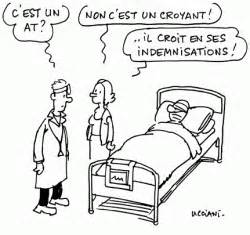 C'EST UN
AT?
NON C'EST UN CROYANT!
..IL CROIT EN SES
INDEMNISATIONS!